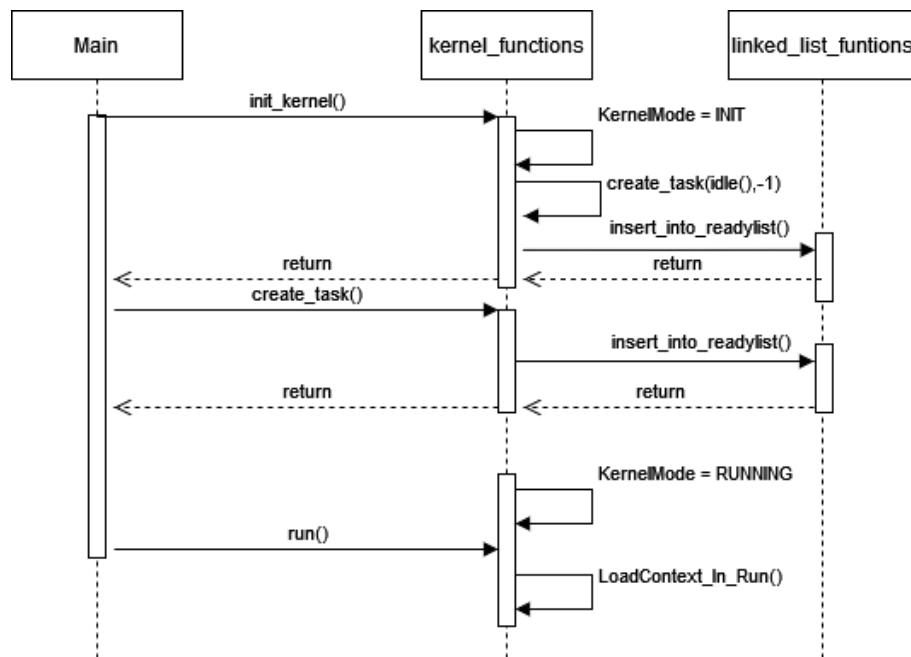 Main
kernel_functions
linked_list_funtions
init_kernel()
KernelMode = INIT
create_task(idle(),-1)
insert_into_readylist()
return
return
create_task()
insert_into_readylist()
return
return
KernelMode = RUNNING
run()
LoadContext_In_Run()